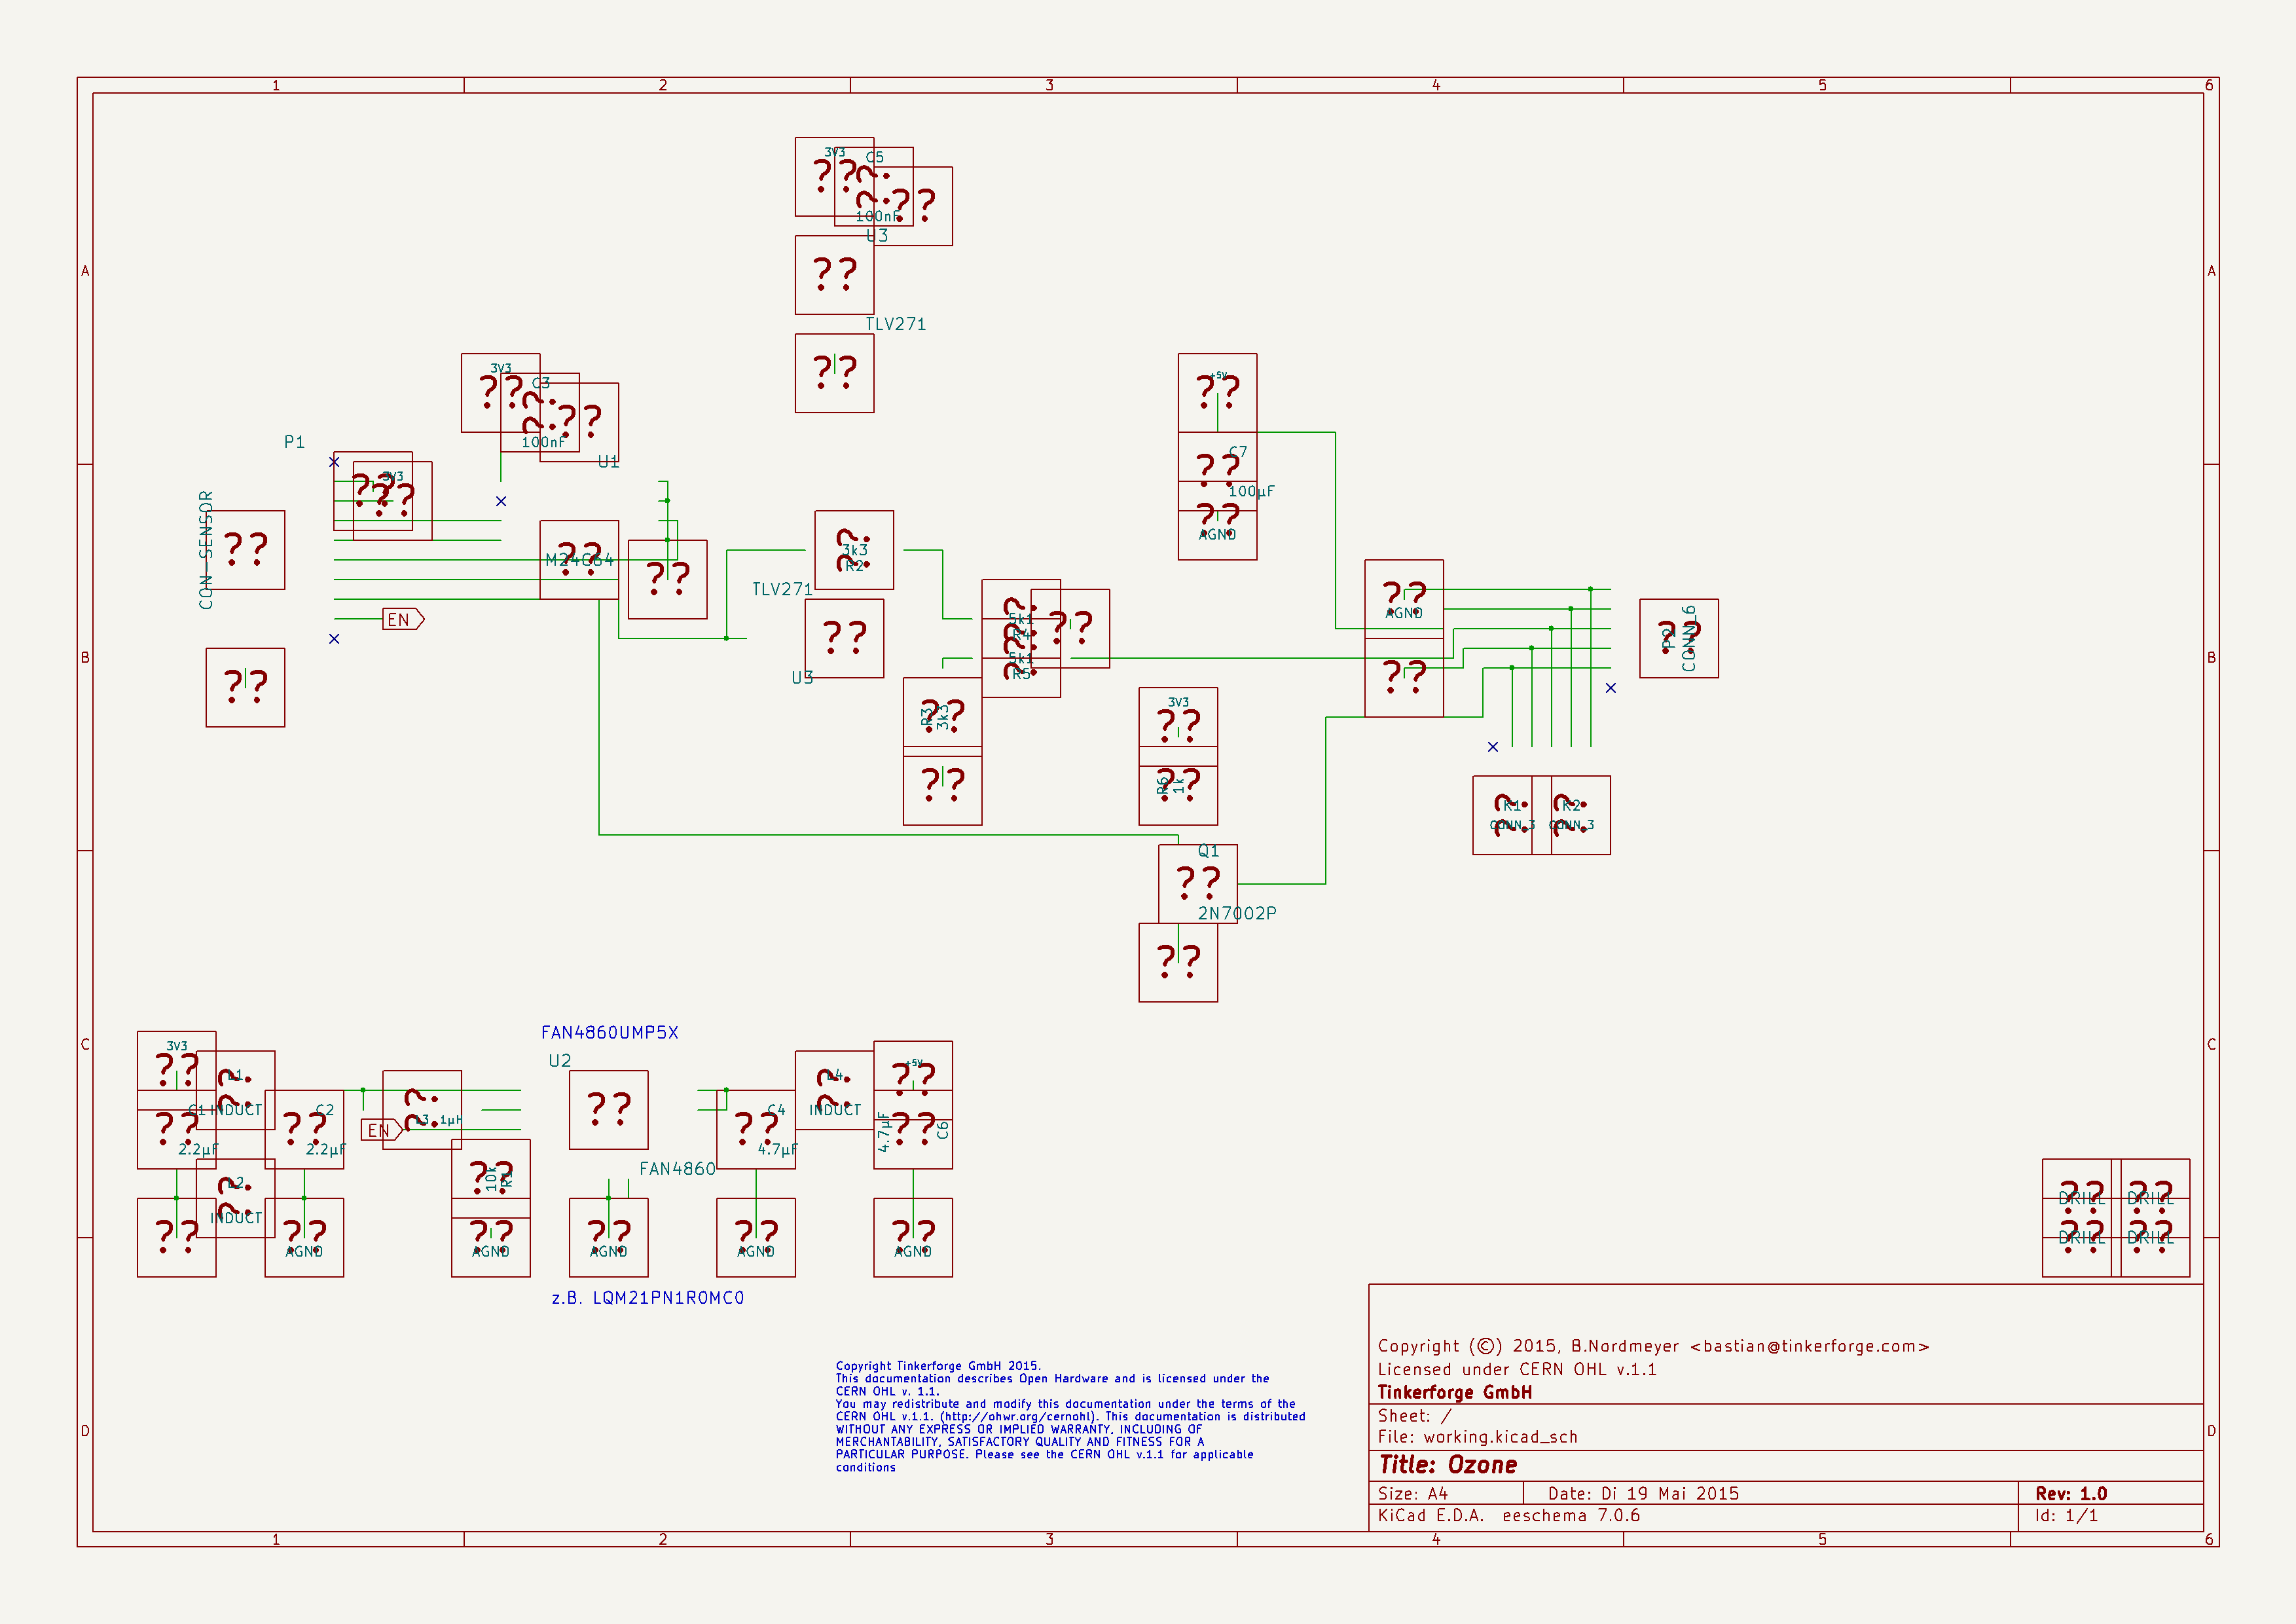 1 2 3 4 5 6
A A
B B
C C
D D
3V3
C5
??
??
??
100nF
U3
??
TLV271
??
3V3
C3
??
??
??
100nF
U1
P1
3V3
??
??
CON-SENSOR
??
??
EN
M24C64
??
??
3k3
R2
??
TLV271
??
U3
5k1
R4
5k1
R5
??
??
??
R3
3k3
??
??
+5V
??
C7
??
100µF
??
AGND
3V3
??
R6
1k
??
??
AGND
??
P2
CONN_6
??
K1
CONN_3
??
K2
CONN_3
??
Q1
??
2N7002P
??
FAN4860UMP5X
U2
??
FAN4860
3V3
??
L1
INDUCT
??
C1
2.2µF
??
C2
2.2µF
??
L2
INDUCT
??
??
??
AGND
EN
L3
1µH
??
10k
R1
??
??
AGND
??
AGND
C4
4.7µF
??
??
AGND
L4
INDUCT
??
+5V
??
4.7µF
C6
??
??
AGND
z.B. LQM21PN1R0MC0
DRILL DRILL
?? ??
DRILL DRILL
?? ??
Copyright Tinkerforge GmbH 2015.
This documentation describes Open Hardware and is licensed under the
CERN OHL v. 1.1.
You may redistribute and modify this documentation under the terms of the
CERN OHL v.1.1. (http://ohwr.org/cernohl). This documentation is distributed
WITHOUT ANY EXPRESS OR IMPLIED WARRANTY, INCLUDING OF
MERCHANTABILITY, SATISFACTORY QUALITY AND FITNESS FOR A
PARTICULAR PURPOSE. Please see the CERN OHL v.1.1 for applicable
conditions
Copyright (©) 2015, B.Nordmeyer <bastian@tinkerforge.com>
Licensed under CERN OHL v.1.1
Tinkerforge GmbH
Sheet: /
File: working.kicad_sch
Title: Ozone
Size: A4 Date: Di 19 Mai 2015 Rev: 1.0
KiCad E.D.A. eeschema 7.0.6 Id: 1/1
1 2 3 4 5 6